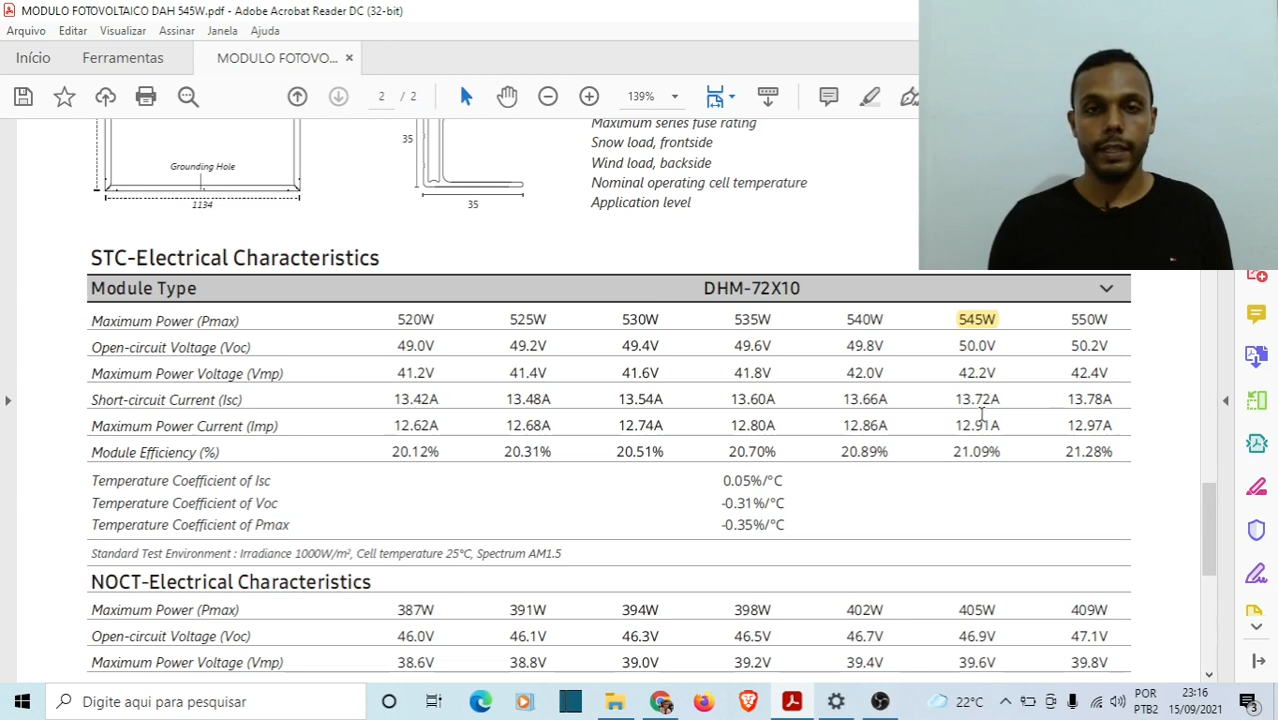 MODULO FOTOVOLTAICO DAH 545W.pdf - Adobe Acrobat Reader DC (32-bit)
Arquivo Editar Visualizar Assinar Janela Ajuda
Início Ferramentas MODULO FOTOVO... ×
2 / 2 139%
Maximum series fuse rating
35 Snow load, frontside
Grounding Hole Wind load, backside
Nominal operating cell temperature
1134 35 Application level
STC-Electrical Characteristics
Module Type DHM-72X10
Maximum Power (Pmax) 520W 525W 530W 535W 540W 545W 550W
Open-circuit Voltage (Voc) 49.0V 49.2V 49.4V 49.6V 49.8V 50.0V 50.2V
Maximum Power Voltage (Vmp) 41.2V 41.4V 41.6V 41.8V 42.0V 42.2V 42.4V
Short-circuit Current (Isc) 13.42A 13.48A 13.54A 13.60A 13.66A 13.72A 13.78A
Maximum Power Current (Imp) 12.62A 12.68A 12.74A 12.80A 12.86A 12.91A 12.97A
Module Efficiency (%) 20.12% 20.31% 20.51% 20.70% 20.89% 21.09% 21.28%
Temperature Coefficient of Isc 0.05%/°C
Temperature Coefficient of Voc -0.31%/°C
Temperature Coefficient of Pmax -0.35%/°C
Standard Test Environment : Irradiance 1000W/m², Cell temperature 25°C, Spectrum AM1.5
NOCT-Electrical Characteristics
Maximum Power (Pmax) 387W 391W 394W 398W 402W 405W 409W
Open-circuit Voltage (Voc) 46.0V 46.1V 46.3V 46.5V 46.7V 46.9V 47.1V
Maximum Power Voltage (Vmp) 38.6V 38.8V 39.0V 39.2V 39.4V 39.6V 39.8V
Digite aqui para pesquisar 22°C POR 23:16
PTB2 15/09/2021 3